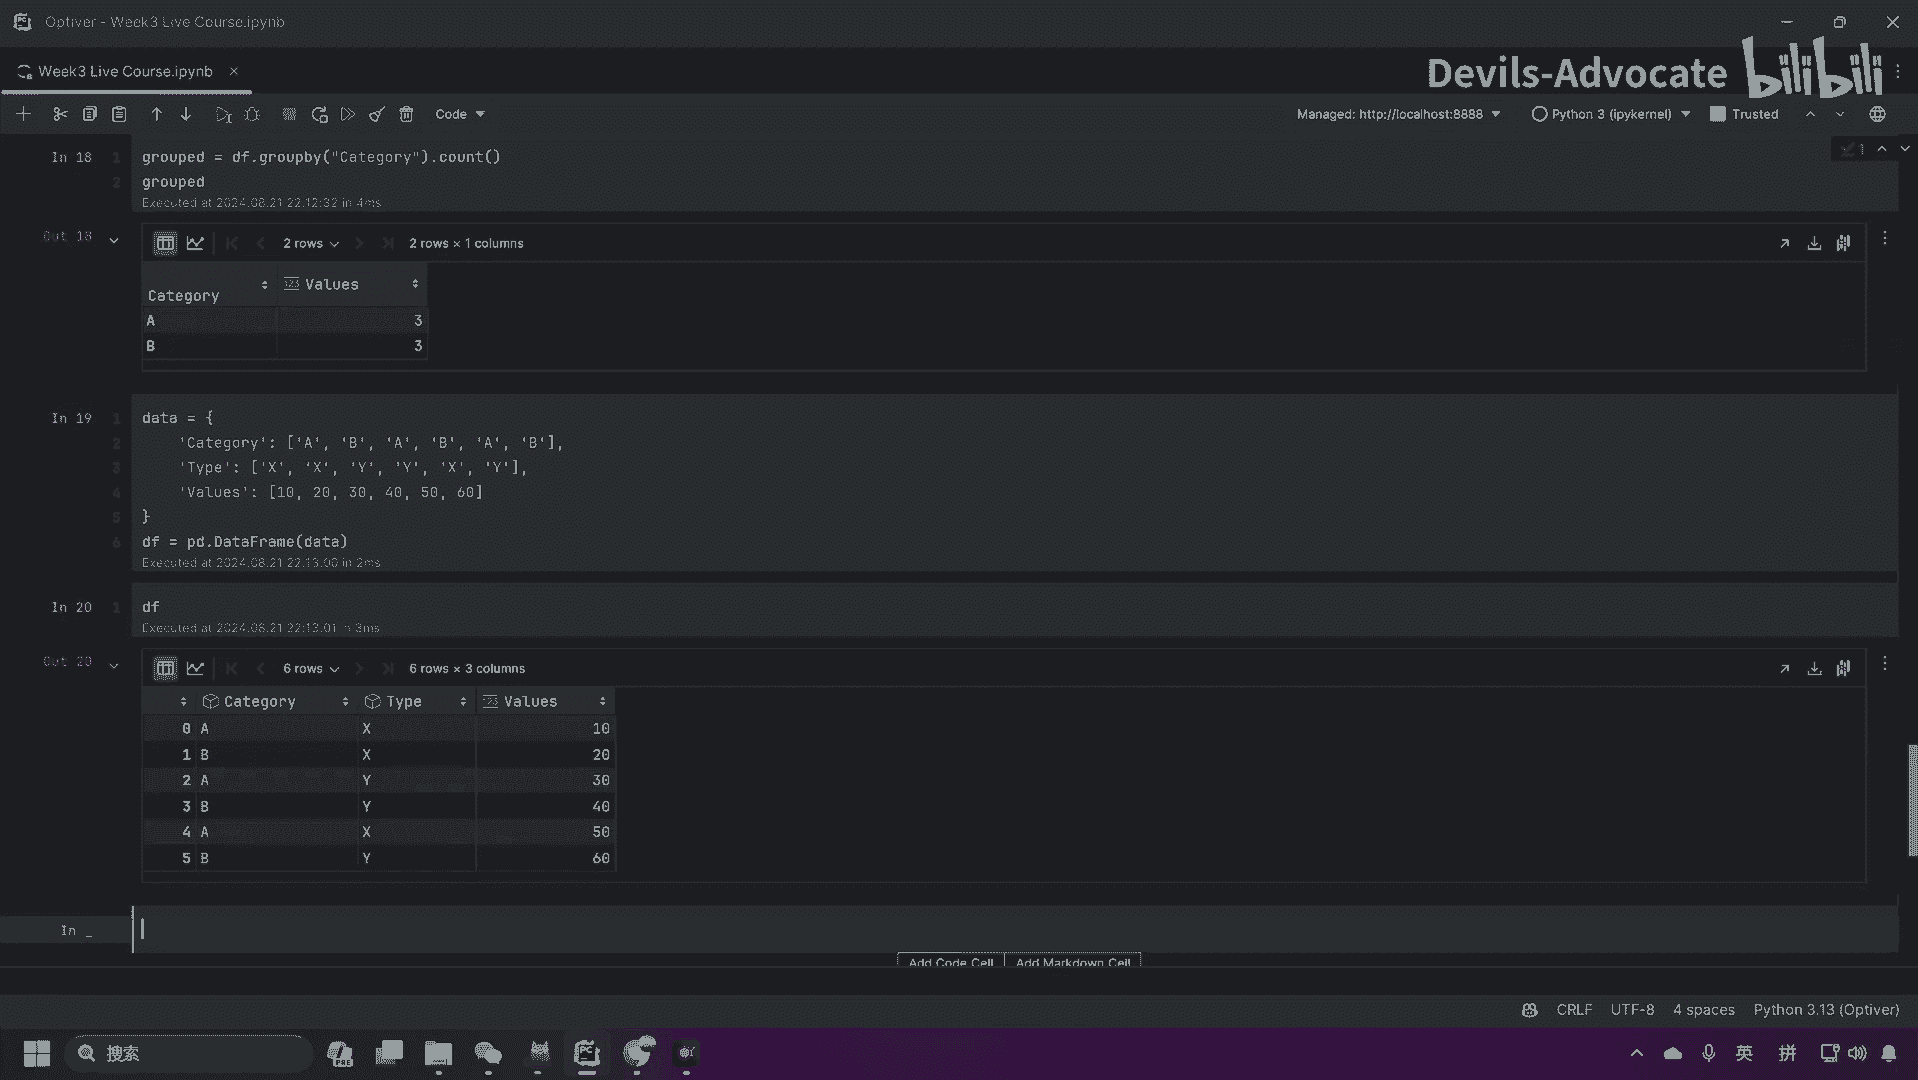 Optiver - Week3 Live Course.ipynb
Week3 Live Course.ipynb
Devils-Advocate bilibili
Code
Managed: http://localhost:8888
Python 3 (ipykernel)
Trusted
In 18
1 grouped = df.groupby("Category").count()
1
2 grouped
Executed at 2024.08.21 22:12:32 in 4ms
Out 18
2 rows
2 rows × 1 columns
Category
123 Values
A 3
B 3
In 19
1 data = {
2 'Category': ['A', 'B', 'A', 'B', 'A', 'B'],
3 'Type': ['X', 'X', 'Y', 'Y', 'X', 'Y'],
4 'Values': [10, 20, 30, 40, 50, 60]
5 }
6 df = pd.DataFrame(data)
Executed at 2024.08.21 22:13:00 in 2ms
In 20
1 df
Executed at 2024.08.21 22:13:01 in 3ms
Out 20
6 rows
6 rows × 3 columns
Category Type 123 Values
0 A X 10
1 B X 20
2 A Y 30
3 B Y 40
4 A X 50
5 B Y 60
In _
Add Code Cell Add Markdown Cell
CRLF UTF-8 4 spaces Python 3.13 (Optiver)
搜索
PRE
PC
英
拼